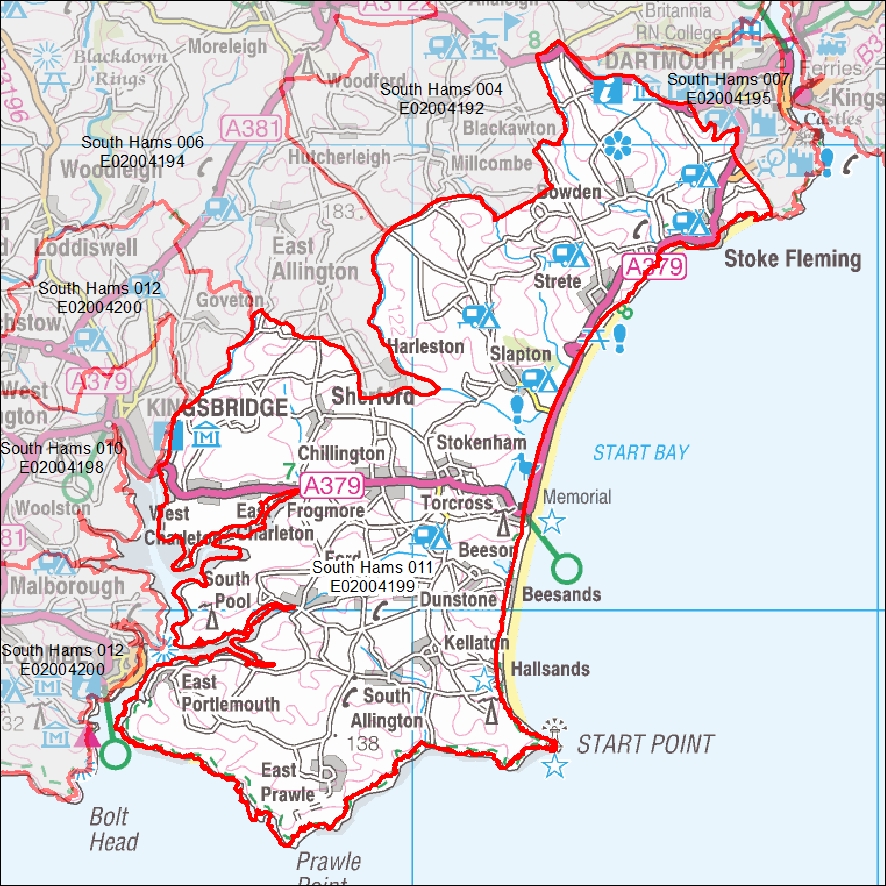 A3122
Allaleigh
Britannia
RN College
8
Moreleigh
Blackdown
Rings
Woodford
DARTMOUTH
Ferries
B3196
South Hams 004
E02004192
South Hams 007
E02004195
Kings
Castles
A381
Blackawton
South Hams 006
E02004194
Hutcherleigh
Millcombe
Woodleigh
Bowden
183
Loddiswell
East
Allington
A379
Stoke Fleming
Strete
South Hams 012
E02004200
Goveton
122
Harleston
Slapton
A379
West
Sherford
KINGSBRIDGE
South Hams 010
E02004198
Stokenham
START BAY
Chillington
7
A379
Memorial
Woolston
West
Charleton
East
Charleton
Frogmore
Torcross
81
Ford
Beeson
Malborough
South
Pool
South Hams 011
E02004199
Dunstone
Beesands
South Hams 012
E02004200
Kellaton
Hallsands
East
Portlemouth
South
Allington
32
138
START POINT
East
Prawle
Bolt
Head
Prawle
Point